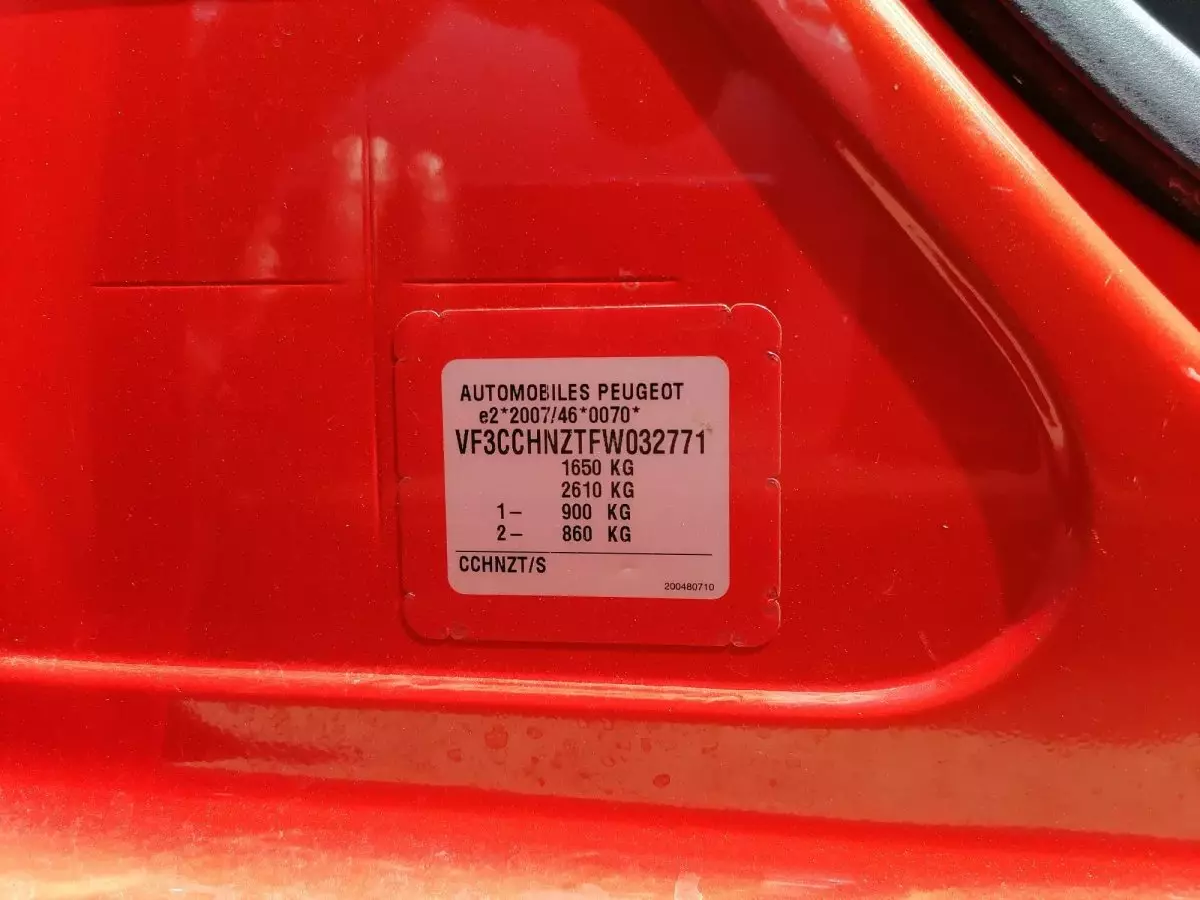 AUTOMOBILES PEUGEOT
e2*2007/46*0070*
VF3CCHNZTFW032771
1650 KG
2610 KG
1– 900 KG
2– 860 KG
CCHNZT/S
200480710